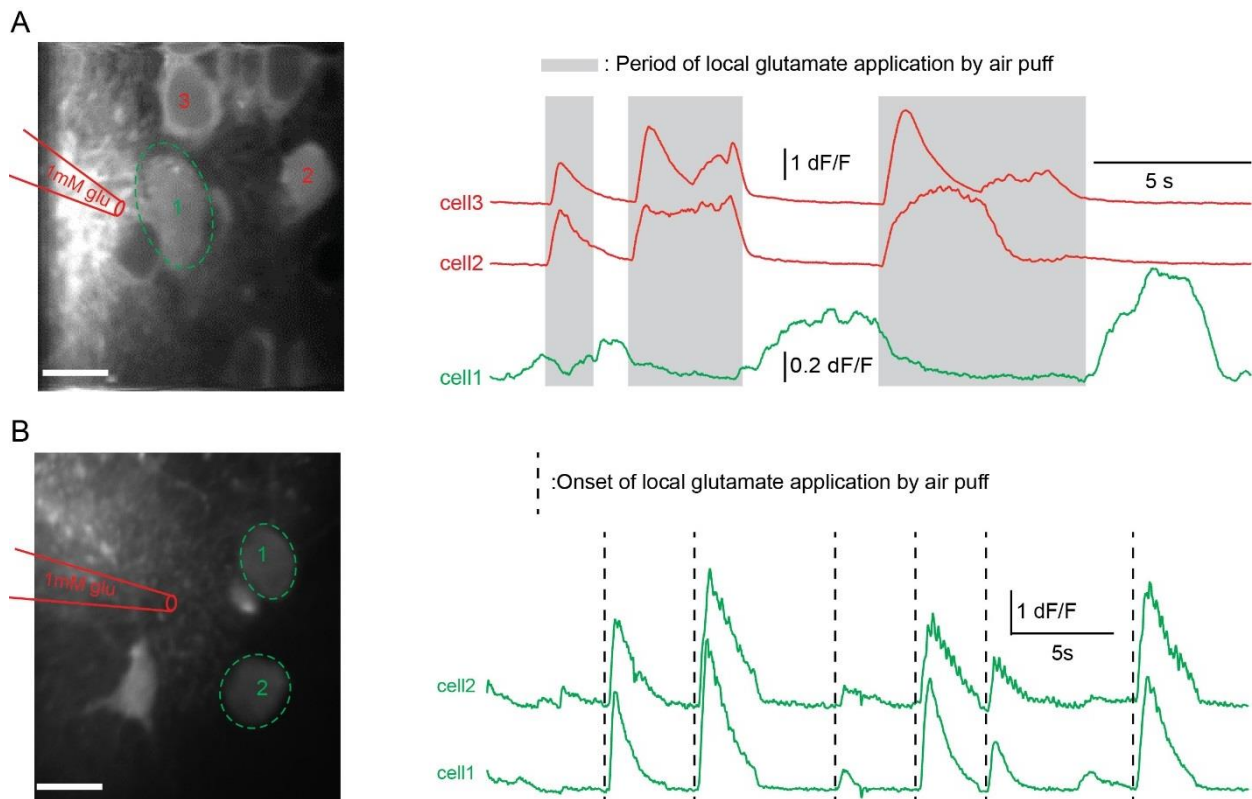 A
3
1mM glu
1
2
: Period of local glutamate application by air puff
1 dF/F
5 s
cell3
cell2
cell1
0.2 dF/F
B
1
1mM glu
2
:Onset of local glutamate application by air puff
1 dF/F
5s
cell2
cell1